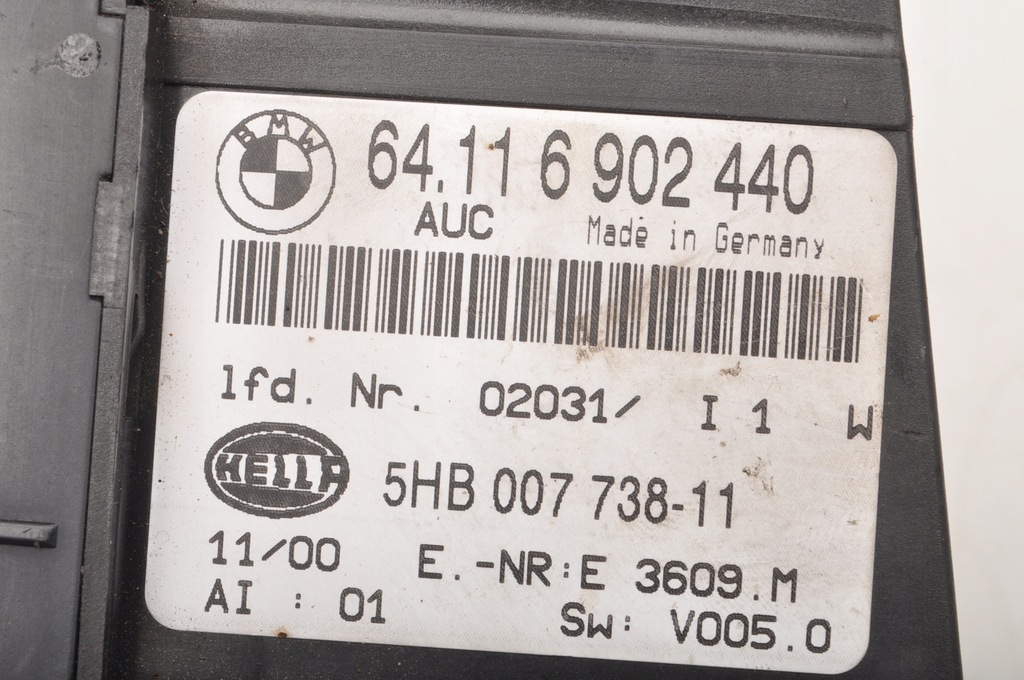 BMW
64.11 6 902 440
AUC Made in Germany
lfd. Nr. 02031/ I 1 W
HELLA
5HB 007 738-11
11/00 E.-NR:E 3609.M
AI : 01 Sw: V005.0